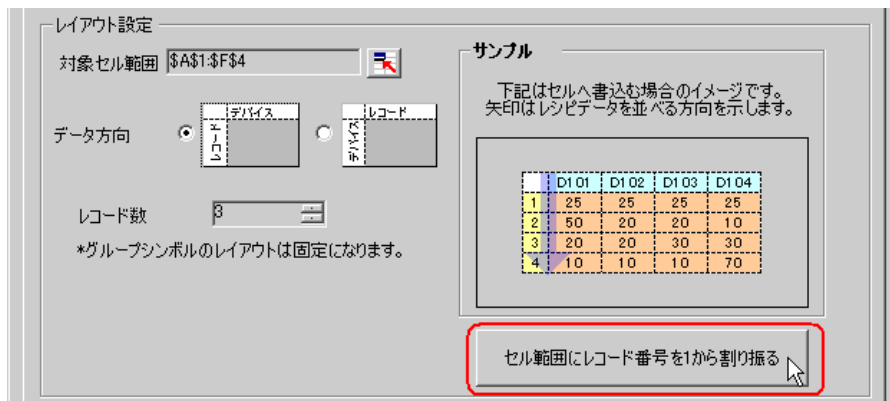 レイアウト設定
対象セル範囲 $A$1:$F$4
データ方向
デバイス
レコード
レコード
デバイス
レコード数 3
*グループシンボルのレイアウトは固定になります。
サンプル
下記はセルへ書込む場合のイメージです。
矢印はレシピデータを並べる方向を示します。
D101 D102 D103 D104
1 25 25 25 25
2 50 20 20 10
3 20 20 30 30
4 10 10 10 70
セル範囲にレコード番号を1から割り振る